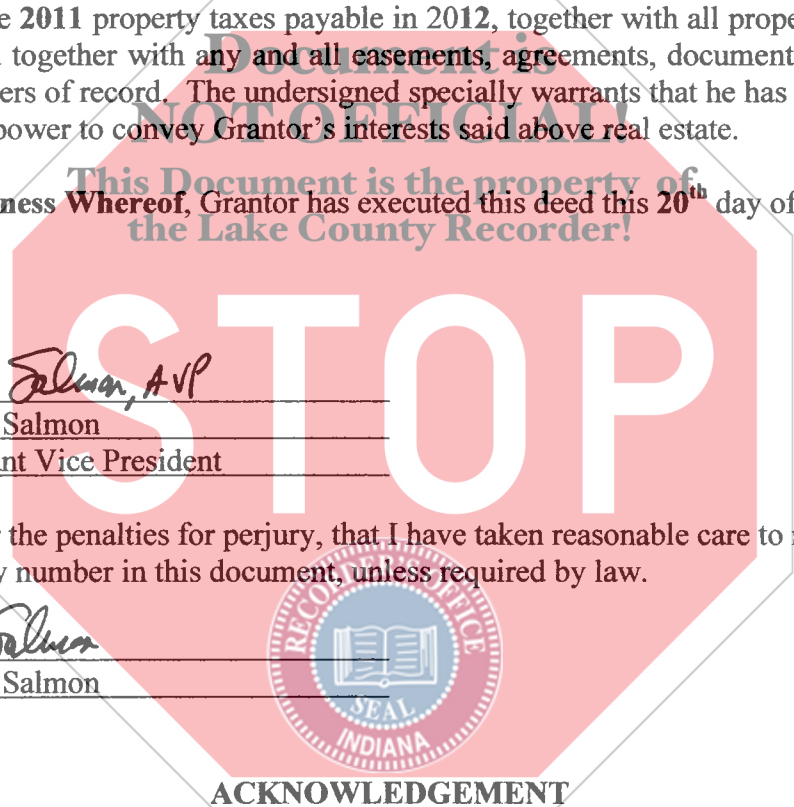 e 2011 property taxes payable in 2012, together with all prope
together with any and all easements, agreements, document
Document is
ers of record. The undersigned specially warrants that he has
NOT OFFICIAL!
power to convey Grantor's interests said above real estate.
This Document is the property of
ness Whereof, Grantor has executed this deed this 20th day of
the Lake County Recorder!
STOP
Salmon, AVP
Salmon
nt Vice President
the penalties for perjury, that I have taken reasonable care to
y number in this document, unless required by law.
RECORDER'S OFFICE
Salmon
Salmon
SEAL
INDIANA
ACKNOWLEDGEMENT